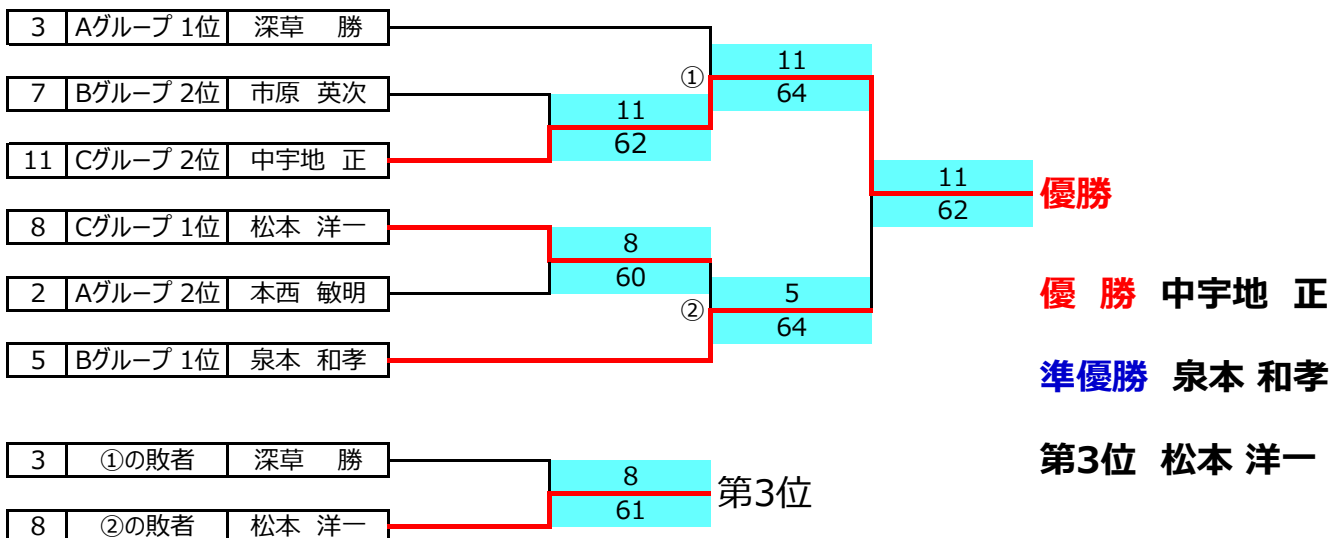 3 Aグループ 1位 深草 勝
11
①
64
7 Bグループ 2位 市原 英次
11
62
11 Cグループ 2位 中宇地 正
11
優勝
62
8 Cグループ 1位 松本 洋一
8
60
2 Aグループ 2位 本西 敏明
5
優 勝 中宇地 正
②
64
5 Bグループ 1位 泉本 和孝
準優勝 泉本 和孝
3 ①の敗者 深草 勝
第3位 松本 洋一
8
第3位
61
8 ②の敗者 松本 洋一